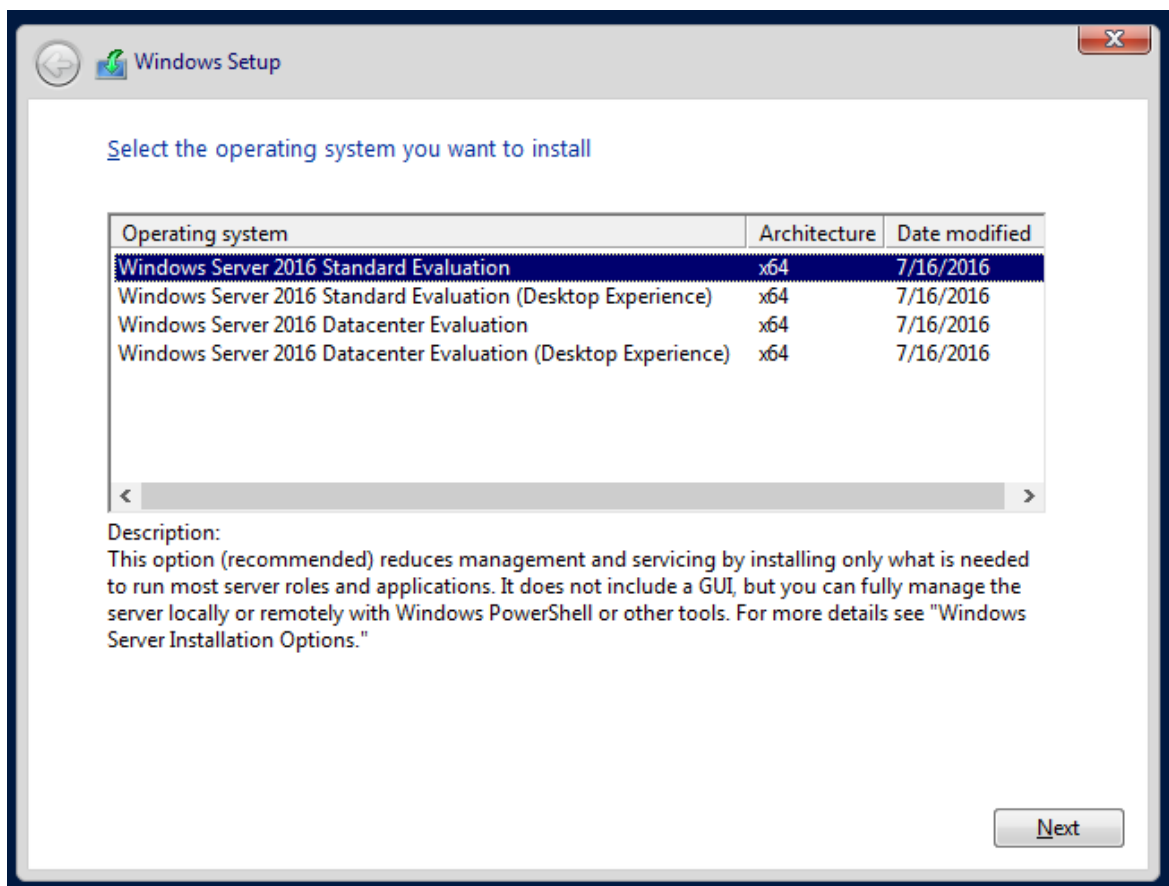 Windows Setup
Select the operating system you want to install
Operating system Architecture Date modified
Windows Server 2016 Standard Evaluation x64 7/16/2016
Windows Server 2016 Standard Evaluation (Desktop Experience) x64 7/16/2016
Windows Server 2016 Datacenter Evaluation x64 7/16/2016
Windows Server 2016 Datacenter Evaluation (Desktop Experience) x64 7/16/2016
Description:
This option (recommended) reduces management and servicing by installing only what is needed
to run most server roles and applications. It does not include a GUI, but you can fully manage the
server locally or remotely with Windows PowerShell or other tools. For more details see "Windows
Server Installation Options."
Next